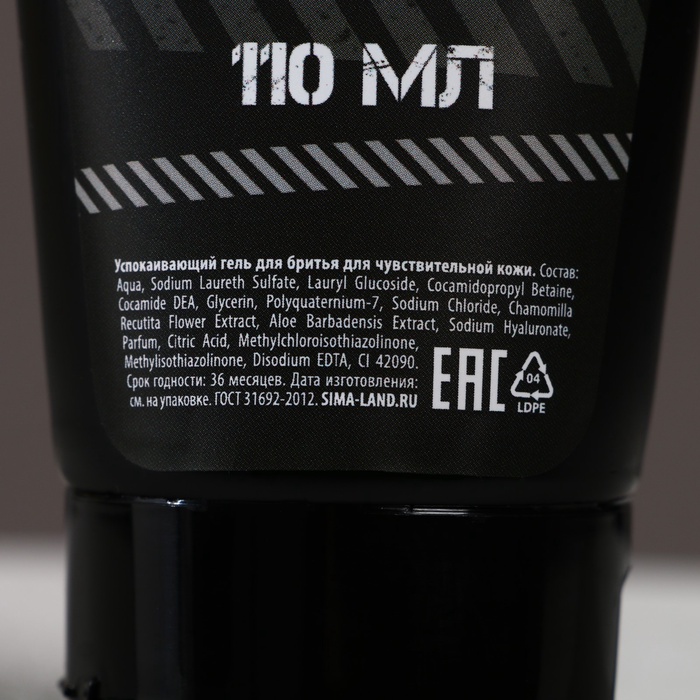 110 МЛ
Успокаивающий гель для бритья для чувствительной кожи. Состав:
Aqua, Sodium Laureth Sulfate, Lauryl Glucoside, Cocamidopropyl Betaine,
Cocamide DEA, Glycerin, Polyquaternium-7, Sodium Chloride, Chamomilla
Recutita Flower Extract, Aloe Barbadensis Extract, Sodium Hyaluronate,
Parfum, Citric Acid, Methylchloroisothiazolinone,
Methylisothiazolinone, Disodium EDTA, CI 42090.
Срок годности: 36 месяцев. Дата изготовления:
см. на упаковке. ГОСТ 31692-2012. SIMA-LAND.RU
EAC
04
LDPE